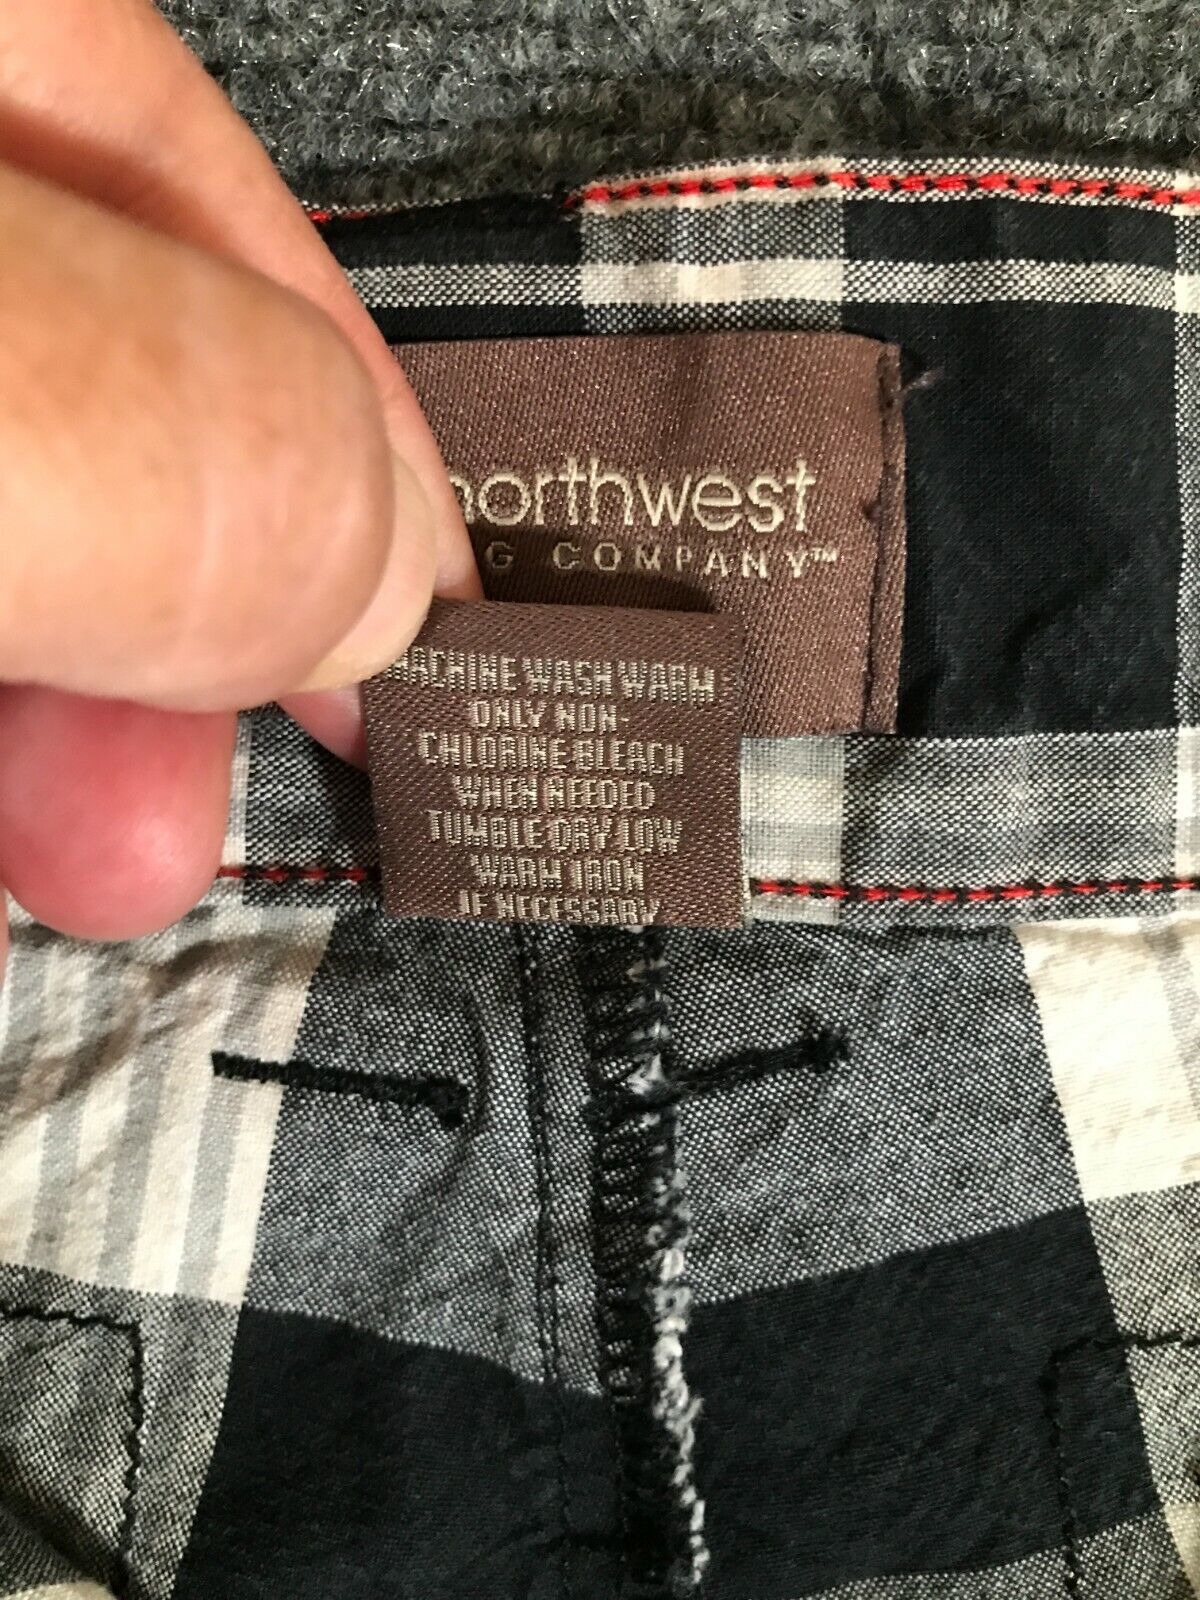 northwest
G COMPANY™
MACHINE WASH WARM
ONLY NON-
CHLORINE BLEACH
WHEN NEEDED
TUMBLE DRY LOW
WARM IRON
IF NECESSARY